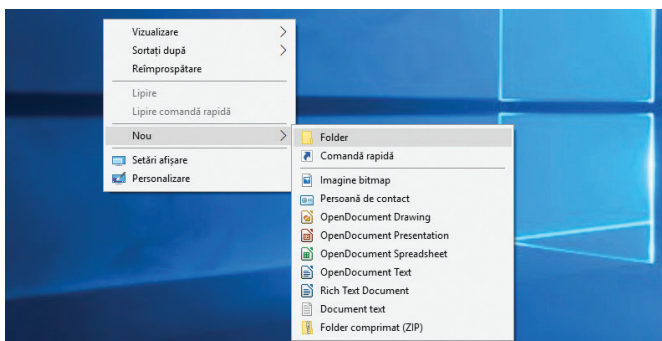 Vizualizare
Sortați după
Reîmprospătare
Lipire
Lipire comandă rapidă
Nou
Setări afișare
Personalizare
Folder
Comandă rapidă
Imagine bitmap
Persoană de contact
OpenDocument Drawing
OpenDocument Presentation
OpenDocument Spreadsheet
OpenDocument Text
Rich Text Document
Document text
Folder comprimat (ZIP)